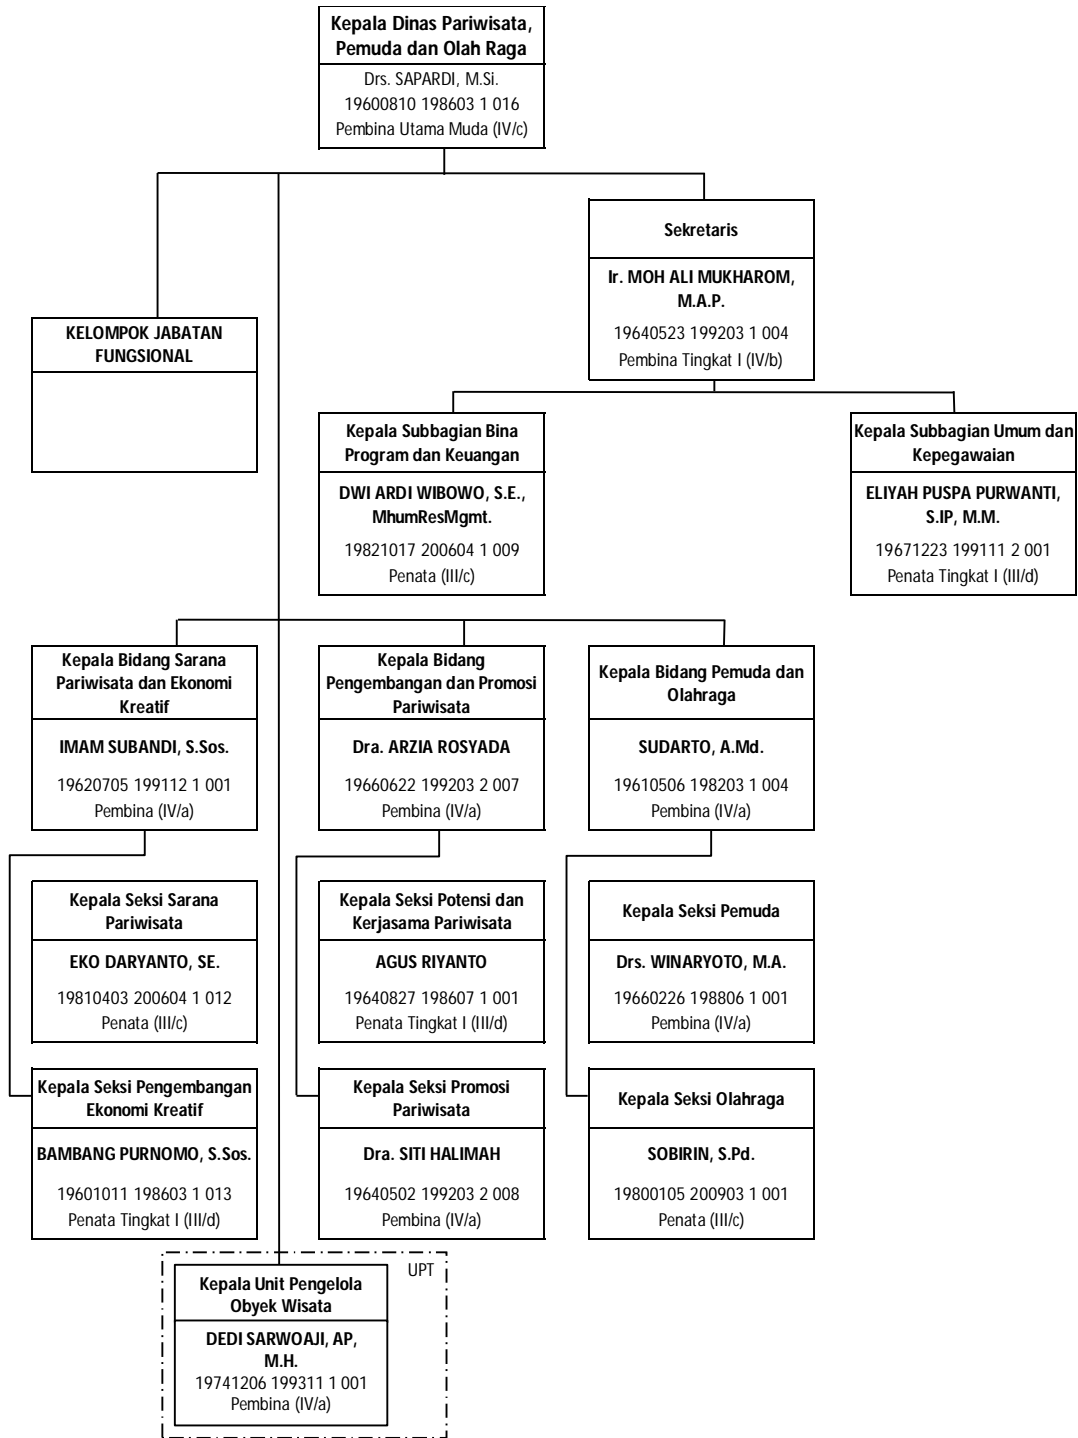 Kepala Dinas Pariwisata,
Pemuda dan Olah Raga
Drs. SAPARDI, M.Si.
19600810 198603 1 016
Pembina Utama Muda (IV/c)
Sekretaris
Ir. MOH ALI MUKHAROM,
M.A.P.
19640523 199203 1 004
Pembina Tingkat I (IV/b)
KELOMPOK JABATAN
FUNGSIONAL
Kepala Subbagian Bina
Program dan Keuangan
DWI ARDI WIBOWO, S.E.,
MhumResMgmt.
19821017 200604 1 009
Penata (III/c)
Kepala Subbagian Umum dan
Kepegawaian
ELIYAH PUSPA PURWANTI,
S.IP, M.M.
19671223 199111 2 001
Penata Tingkat I (III/d)
Kepala Bidang Sarana
Pariwisata dan Ekonomi
Kreatif
IMAM SUBANDI, S.Sos.
19620705 199112 1 001
Pembina (IV/a)
Kepala Bidang
Pengembangan dan Promosi
Pariwisata
Dra. ARZIA ROSYADA
19660622 199203 2 007
Pembina (IV/a)
Kepala Bidang Pemuda dan
Olahraga
SUDARTO, A.Md.
19610506 198203 1 004
Pembina (IV/a)
Kepala Seksi Sarana
Pariwisata
EKO DARYANTO, SE.
19810403 200604 1 012
Penata (III/c)
Kepala Seksi Potensi dan
Kerjasama Pariwisata
AGUS RIYANTO
19640827 198607 1 001
Penata Tingkat I (III/d)
Kepala Seksi Pemuda
Drs. WINARYOTO, M.A.
19660226 198806 1 001
Pembina (IV/a)
Kepala Seksi Pengembangan
Ekonomi Kreatif
BAMBANG PURNOMO, S.Sos.
19601011 198603 1 013
Penata Tingkat I (III/d)
Kepala Seksi Promosi
Pariwisata
Dra. SITI HALIMAH
19640502 199203 2 008
Pembina (IV/a)
Kepala Seksi Olahraga
SOBIRIN, S.Pd.
19800105 200903 1 001
Penata (III/c)
UPT
Kepala Unit Pengelola
Obyek Wisata
DEDI SARWOAJI, AP,
M.H.
19741206 199311 1 001
Pembina (IV/a)